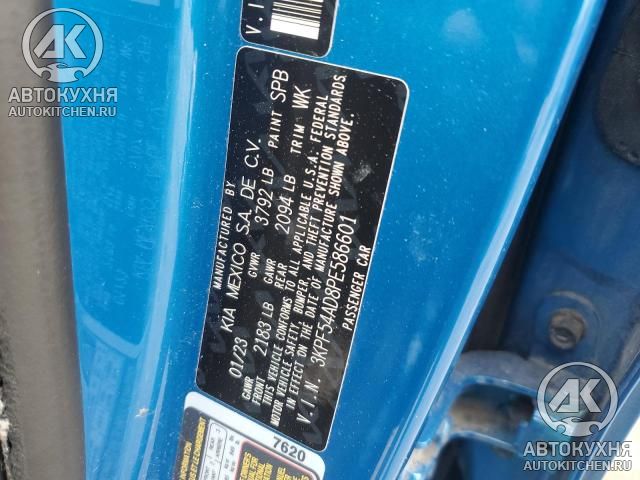 V.I
MANUFACTURED BY
KIA MEXICO S.A. DE C.V.
01/23 GVWR 3792 LB PAINT SPB
GAWR FRONT 2183 LB GAWR REAR 2094 LB TRIM WK
THIS VEHICLE CONFORMS TO ALL APPLICABLE U.S.A. FEDERAL
MOTOR VEHICLE SAFETY, BUMPER, AND THEFT PREVENTION STANDARDS
IN EFFECT ON THE DATE OF MANUFACTURE SHOWN ABOVE.
V.I.N. 3KPF54AD8PE586601
PASSENGER CAR
7620
AK
АВТОКУХНЯ
AUTOKITCHEN.RU
AK
АВТОКУХНЯ
AUTOKITCHEN.RU